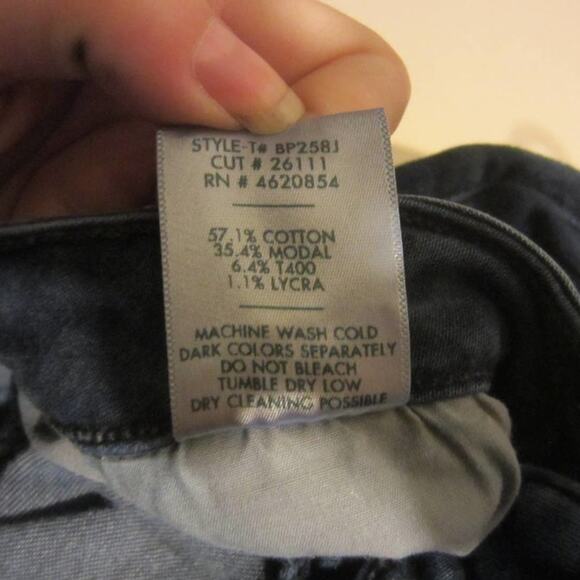 STYLE-T# BP258J
CUT # 26111
RN # 4620854
57.1% COTTON
35.4% MODAL
6.4% T400
1.1% LYCRA
MACHINE WASH COLD
DARK COLORS SEPARATELY
DO NOT BLEACH
TUMBLE DRY LOW
DRY CLEANING POSSIBLE